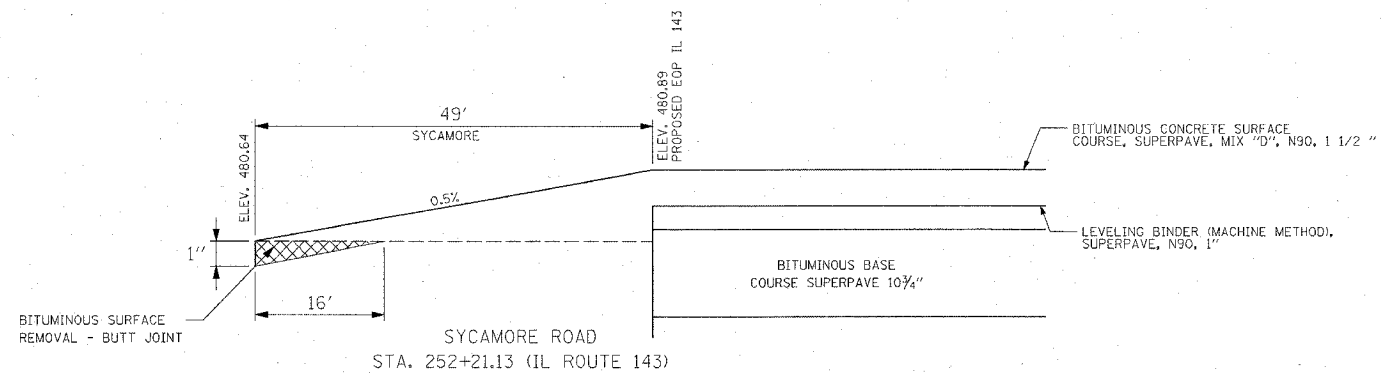 ELEV. 480.64
49'
SYCAMORE
ELEV. 480.89
PROPOSED EOP IL 143
BITUMINOUS CONCRETE SURFACE
COURSE, SUPERPAVE, MIX "D", N90, 1 1/2 "
0.5%
1"
LEVELING BINDER (MACHINE METHOD),
SUPERPAVE, N90, 1"
BITUMINOUS BASE
COURSE SUPERPAVE 10¾"
16'
BITUMINOUS SURFACE
REMOVAL - BUTT JOINT
SYCAMORE ROAD
STA. 252+21.13 (IL ROUTE 143)